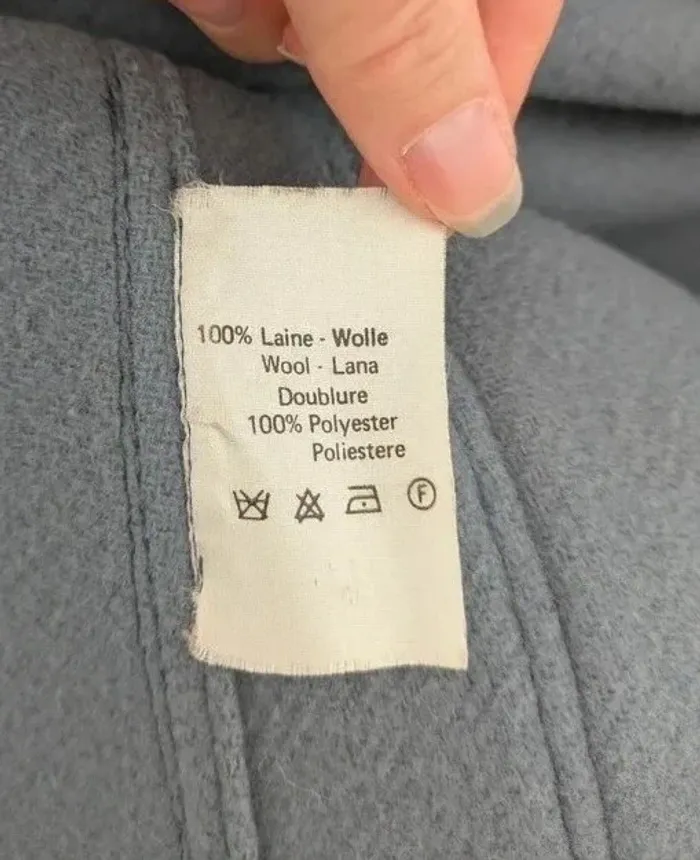 100% Laine - Wolle
Wool - Lana
Doublure
100% Polyester
Poliestere
F